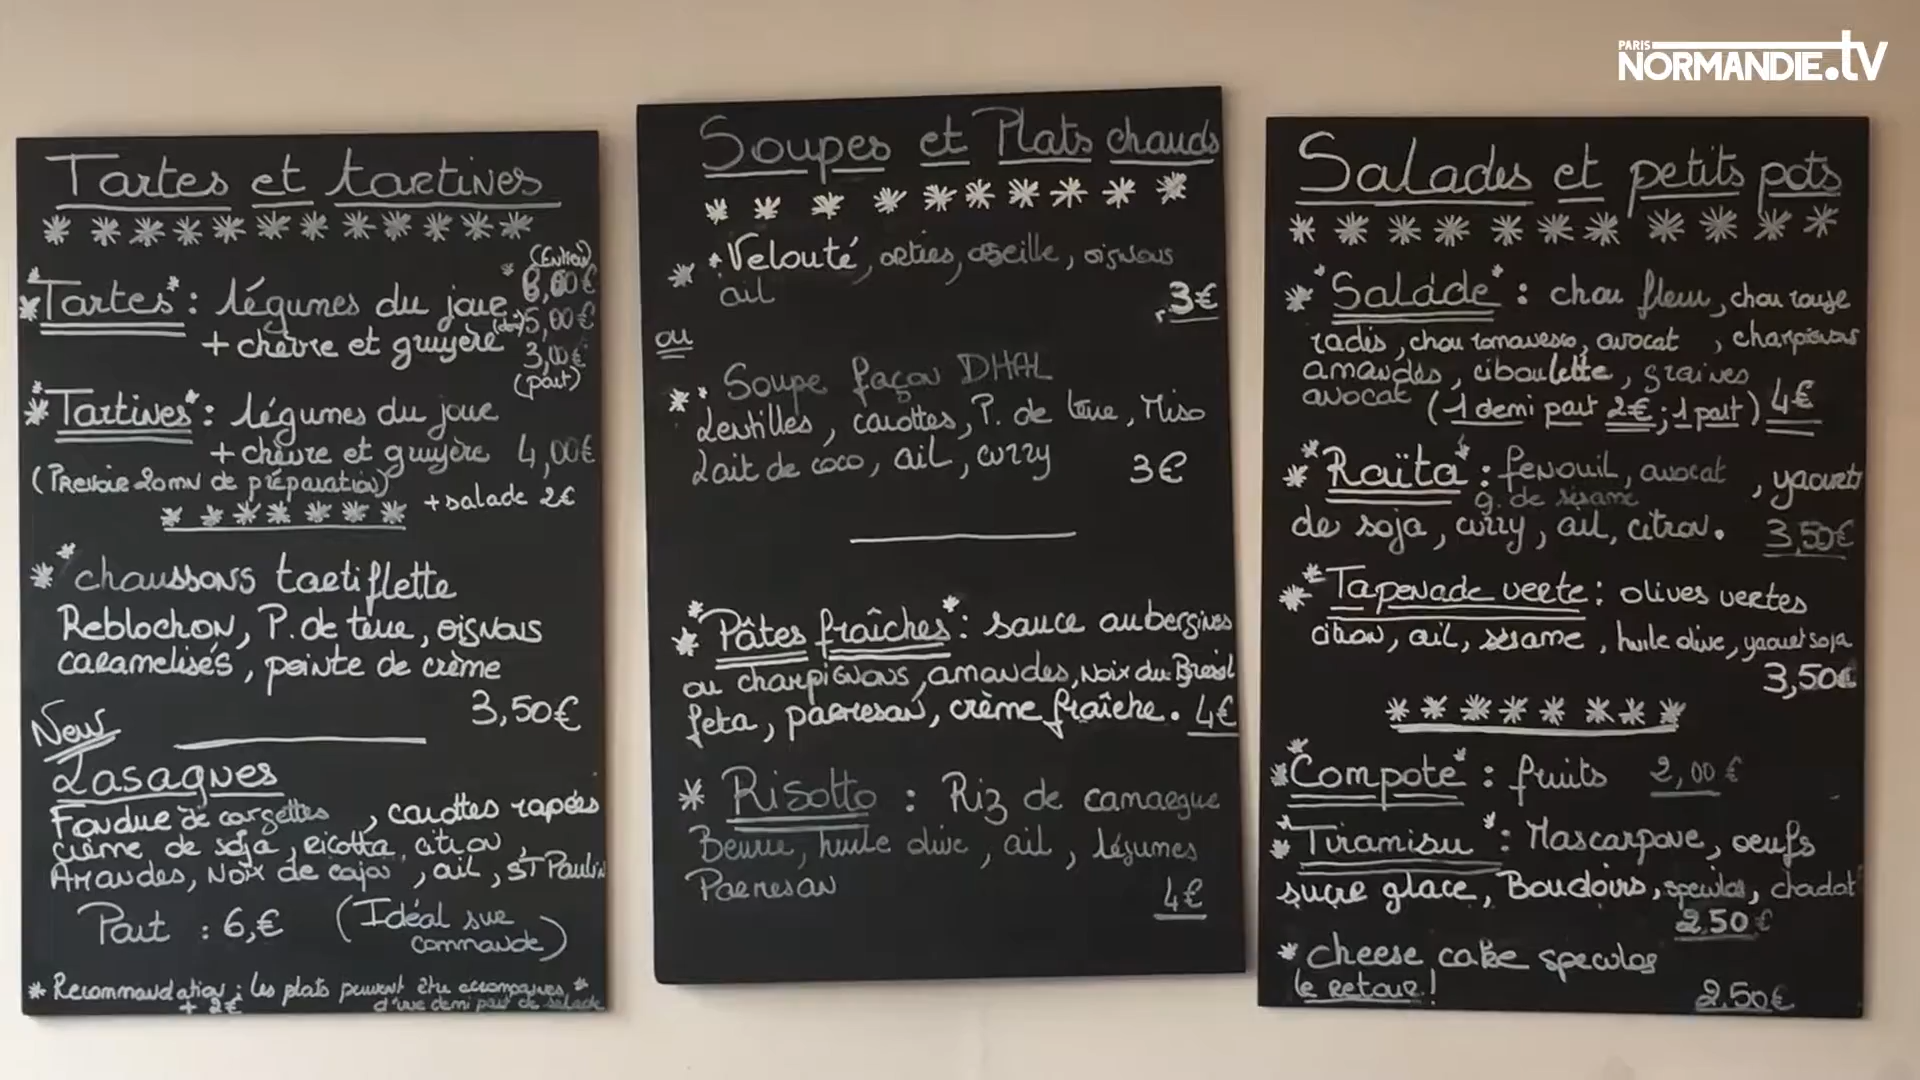 PARIS
NORMANDIE.tv
Tartes et tartines
(Entière)
8,00€
*Tartes* : légumes du jour
5,00€
+ chèvre et gruyère
3,00€
(part)
*Tartines* : légumes du jour
+ chèvre et gruyère 4,00€
(Prévoir 20mn de préparation)
+ salade 2€
* chaussons tartiflette
Reblochon, P. de terre, oignons
caramelisés, pointe de crème
3,50€
New
Lasagnes
Fondue de courgettes, carottes rapées
crème de soja, ricotta, citron,
Amandes, Noix de cajou, ail, ST Paulin
Part : 6,€ (Idéal sur
commande)
* Recommandation : les plats peuvent être accompagnés *
+ 2€ d'une demi part de salade
Soupes et Plats chauds
* Velouté, orties, oseille, oignons
ail
3€
ou
* Soupe façon DHAL
Lentilles, carottes, P. de terre, Miso
Lait de coco, ail, curry 3€
* Pâtes fraîches* : sauce aubergines
ou champignons, amandes, Noix du Bresil
feta, parmesan, crème fraîche. 4€
* Risotto : Riz de camargue
Beurre, huile olive, ail, légumes
Parmesan
4€
Salades et petits pots
* Salade* : chou fleur, chou rouge
radis, chou romanesco, avocat, champignons
amandes, ciboulette, graines
avocat (1 demi part 2€ ; 1 part) 4€
* Raïta* : fenouil, avocat, yaourt
g. de sésame
de soja, curry, ail, citron. 3,50€
* Tapenade verte : olives vertes
citron, ail, sésame, huile olive, yaourt soja
3,50€
*Compote* : fruits 2,00€
*Tiramisu* : Mascarpone, oeufs
sucre glace, Boudoirs, speculos, chocolat
2.50€
* cheese cake speculos
le retour !
2.50€